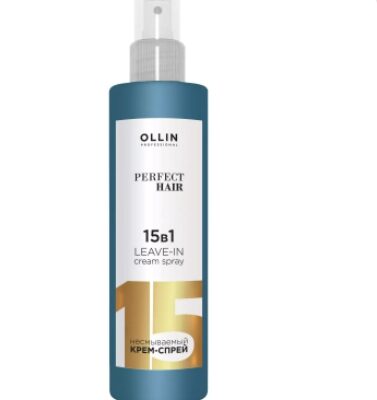 OLLIN
PROFESSIONAL
PERFECT
HAIR
15в1
LEAVE-IN
cream spray
15
несмываемый
КРЕМ-СПРЕЙ